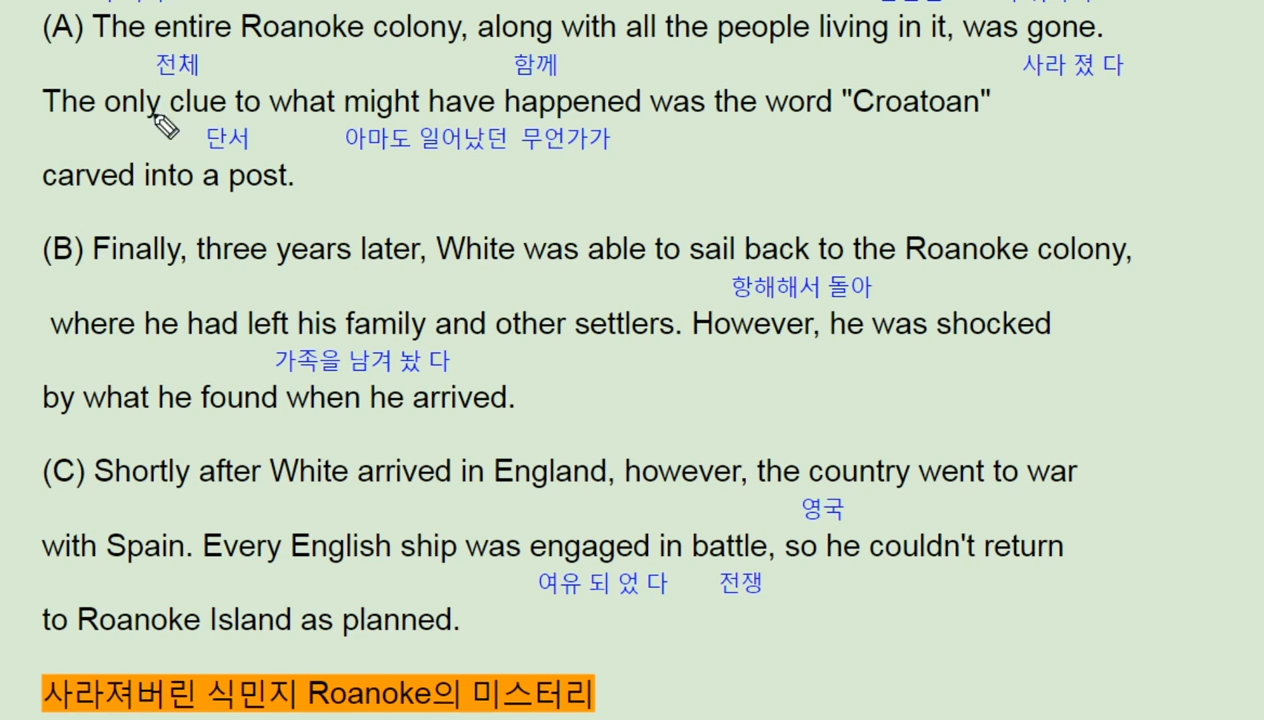 (A) The entire Roanoke colony, along with all the people living in it, was gone.
전체 함께 사라 졌 다
The only clue to what might have happened was the word "Croatoan"
단서 아마도 일어났던 무언가가
carved into a post.
(B) Finally, three years later, White was able to sail back to the Roanoke colony,
항해해서 돌아
where he had left his family and other settlers. However, he was shocked
가족을 남겨 놨 다
by what he found when he arrived.
(C) Shortly after White arrived in England, however, the country went to war
영국
with Spain. Every English ship was engaged in battle, so he couldn't return
여유 되 었 다 전쟁
to Roanoke Island as planned.
사라져버린 식민지 Roanoke의 미스터리